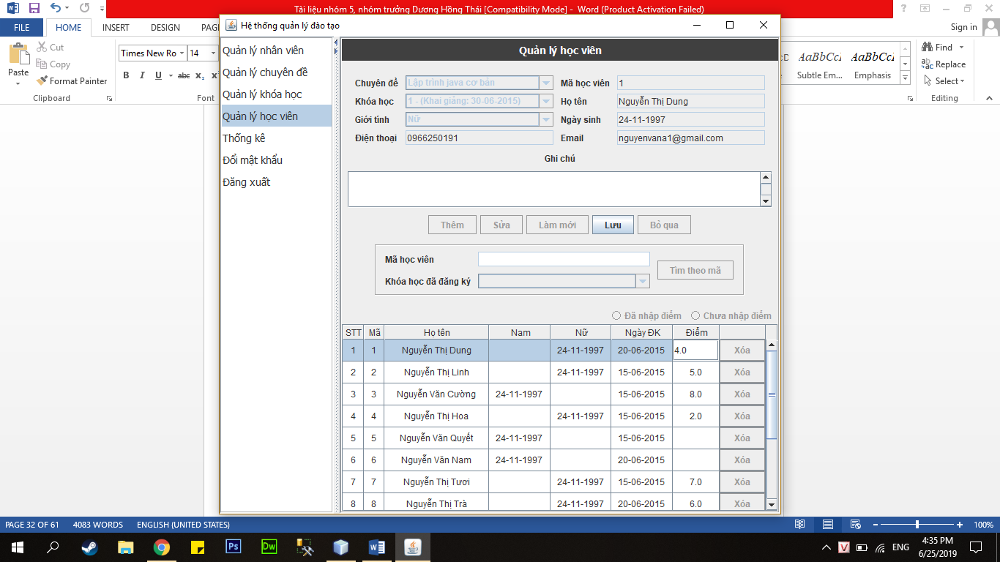 Tài liệu nhóm 5, nhóm trưởng Dương Hồng Thái [Compatibility Mode] - Word (Product Activation Failed)
FILE HOME INSERT DESIGN
Sign in
Paste
Cut
Copy
Format Painter
Clipboard
Times New Ro 14
B I U abc x₂
Font
AaBbCcI AaBbCcI
Subtle Em... Emphasis
Find
Replace
Select
Editing
Hệ thống quản lý đào tạo
Quản lý nhân viên
Quản lý chuyên đề
Quản lý khóa học
Quản lý học viên
Thống kê
Đổi mật khẩu
Đăng xuất
Quản lý học viên
Chuyên đề Lập trình java cơ bản Mã học viên 1
Khóa học 1 - (Khai giảng: 30-06-2015) Họ tên Nguyễn Thị Dung
Giới tính Nữ Ngày sinh 24-11-1997
Điện thoại 0966250191 Email nguyenvana1@gmail.com
Ghi chú
Thêm Sửa Làm mới Lưu Bỏ qua
Mã học viên
Khóa học đã đăng ký
Tìm theo mã
Đã nhập điểm Chưa nhập điểm
STT Mã Họ tên Nam Nữ Ngày ĐK Điểm
1 1 Nguyễn Thị Dung 24-11-1997 20-06-2015 4.0 Xóa
2 2 Nguyễn Thị Linh 24-11-1997 15-06-2015 5.0 Xóa
3 3 Nguyễn Văn Cường 24-11-1997 15-06-2015 8.0 Xóa
4 4 Nguyễn Thị Hoa 24-11-1997 15-06-2015 2.0 Xóa
5 5 Nguyễn Văn Quyết 24-11-1997 15-06-2015 Xóa
6 6 Nguyễn Văn Nam 24-11-1997 20-06-2015 Xóa
7 7 Nguyễn Thị Tươi 24-11-1997 15-06-2015 7.0 Xóa
8 8 Nguyễn Thị Trà 24-11-1997 20-06-2015 6.0 Xóa
PAGE 32 OF 61 4083 WORDS ENGLISH (UNITED STATES) 100%
Ps Dw
ENG
4:35 PM
6/25/2019